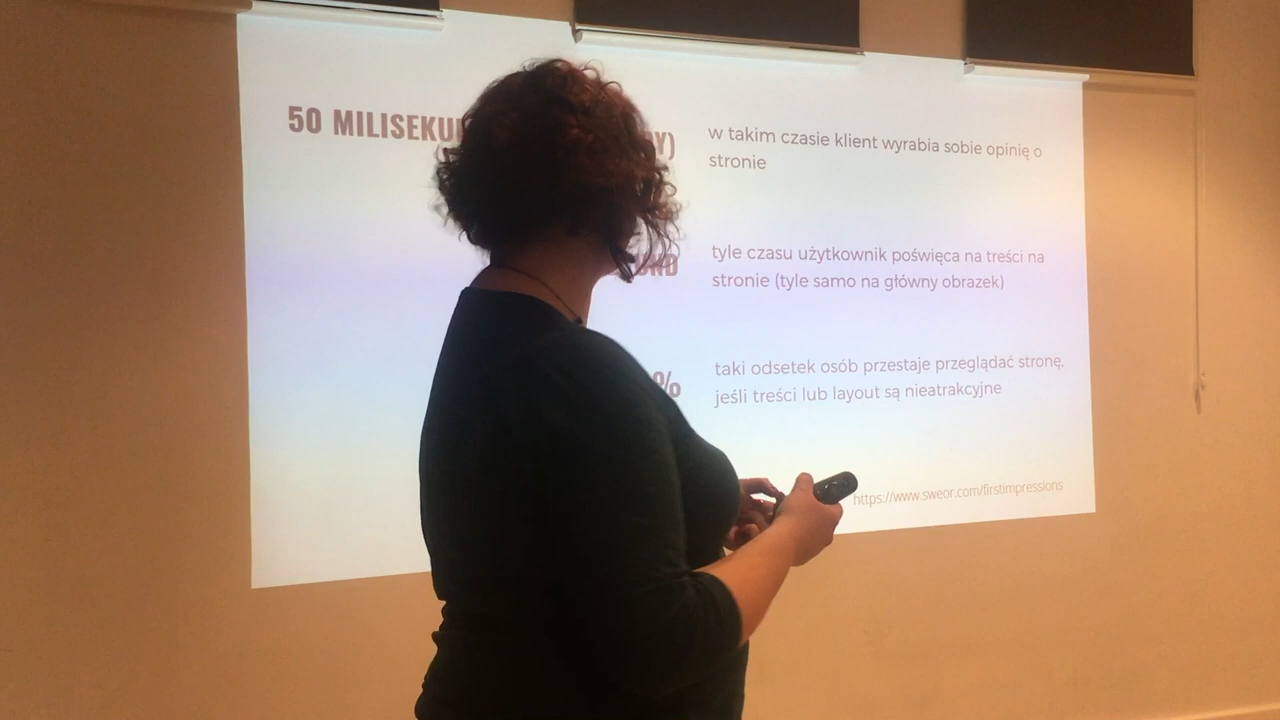 50 MILISEKU
w takim czasie klient wyrabia sobie opinię o
stronie
tyle czasu użytkownik poświęca na treści na
stronie (tyle samo na główny obrazek)
%
taki odsetek osób przestaje przeglądać stronę,
jeśli treści lub layout są nieatrakcyjne
https://www.sweor.com/firstimpressions